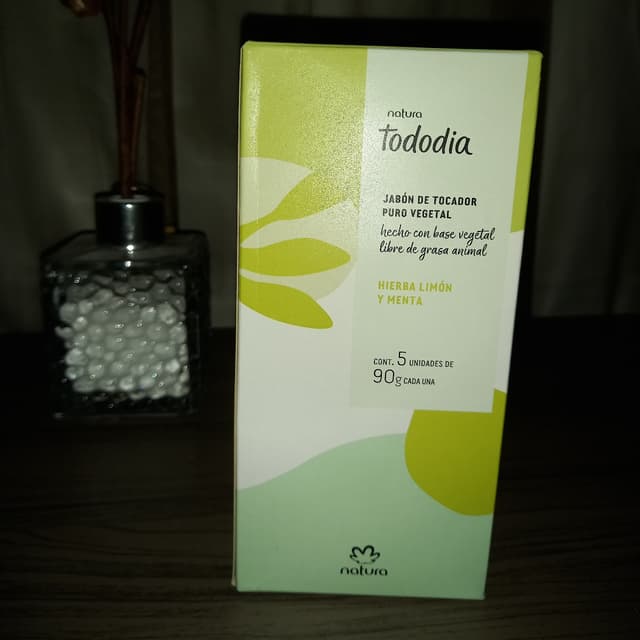 natura
tododia
JABÓN DE TOCADOR
PURO VEGETAL
hecho con base vegetal
libre de grasa animal
HIERBA LIMÓN
Y MENTA
CONT. 5 UNIDADES DE
90g CADA UNA
natura